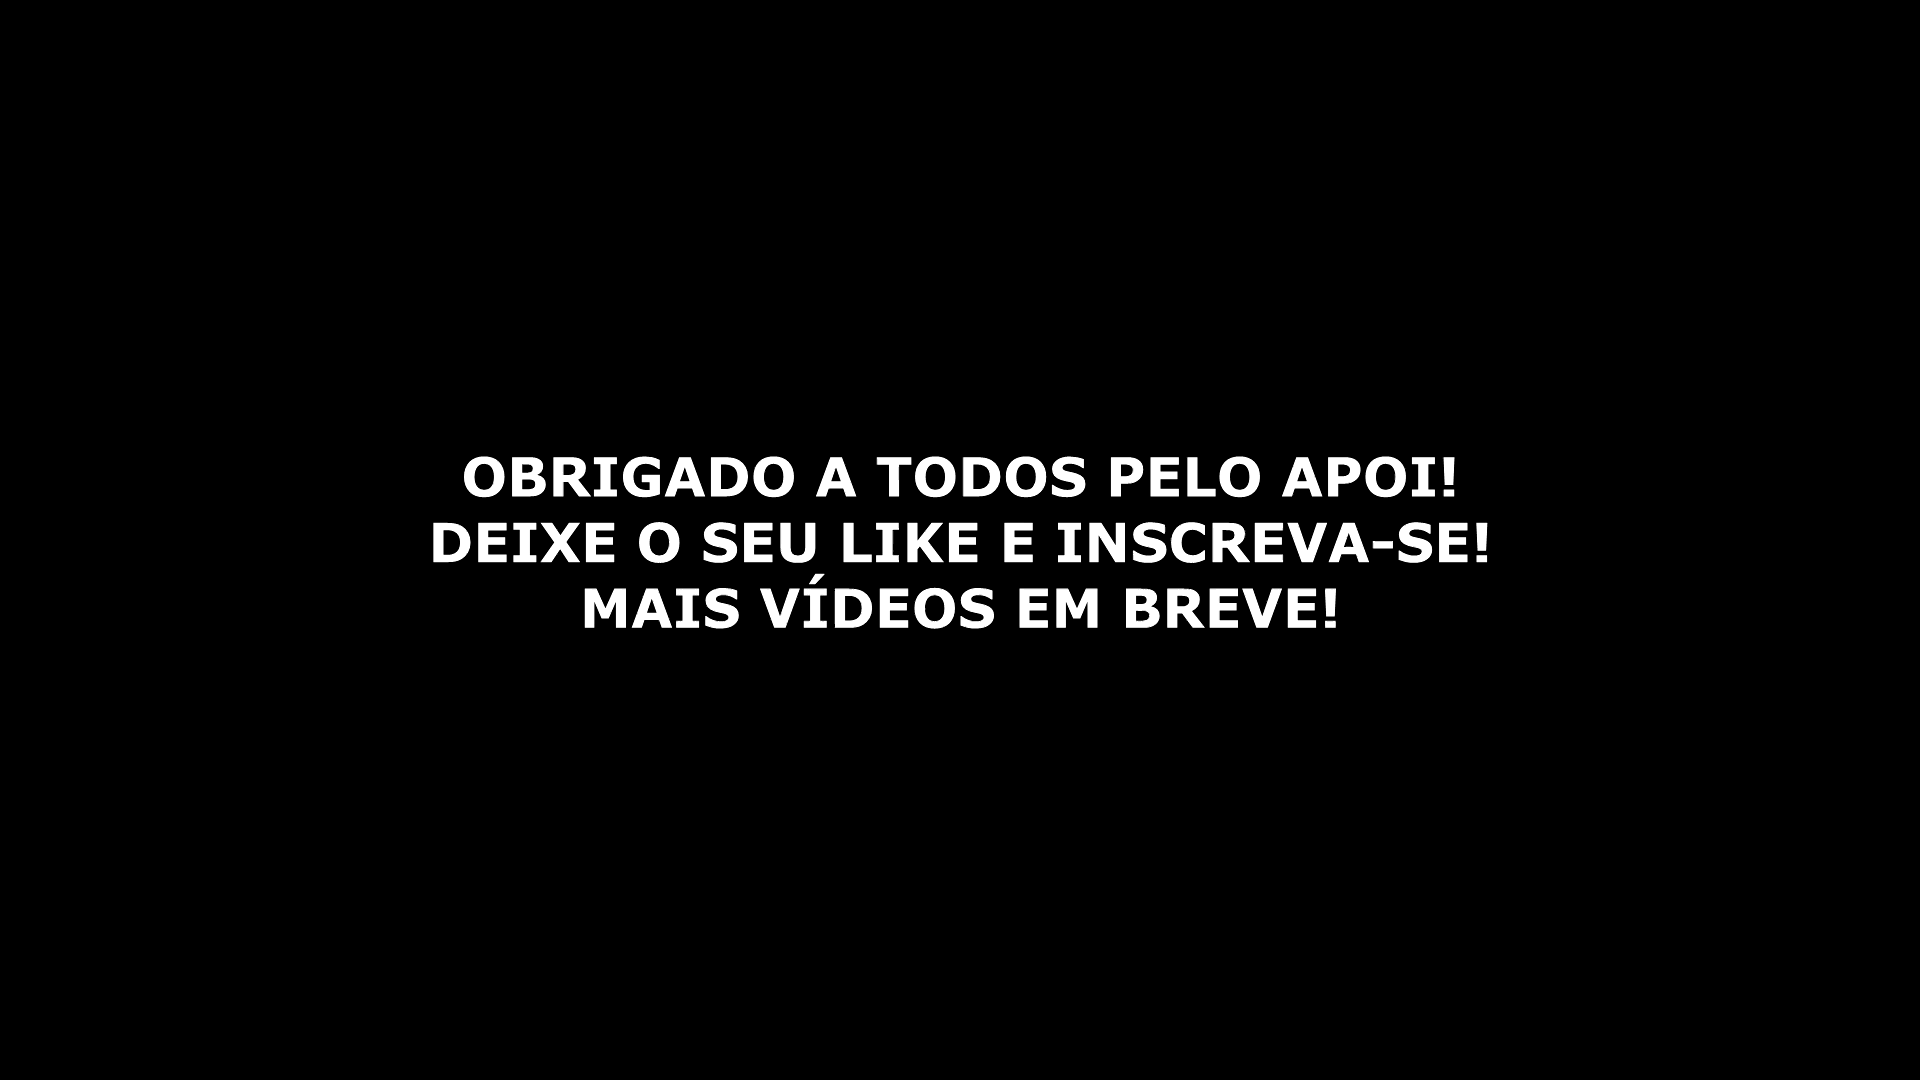 OBRIGADO A TODOS PELO APOI!
DEIXE O SEU LIKE E INSCREVA-SE!
MAIS VÍDEOS EM BREVE!